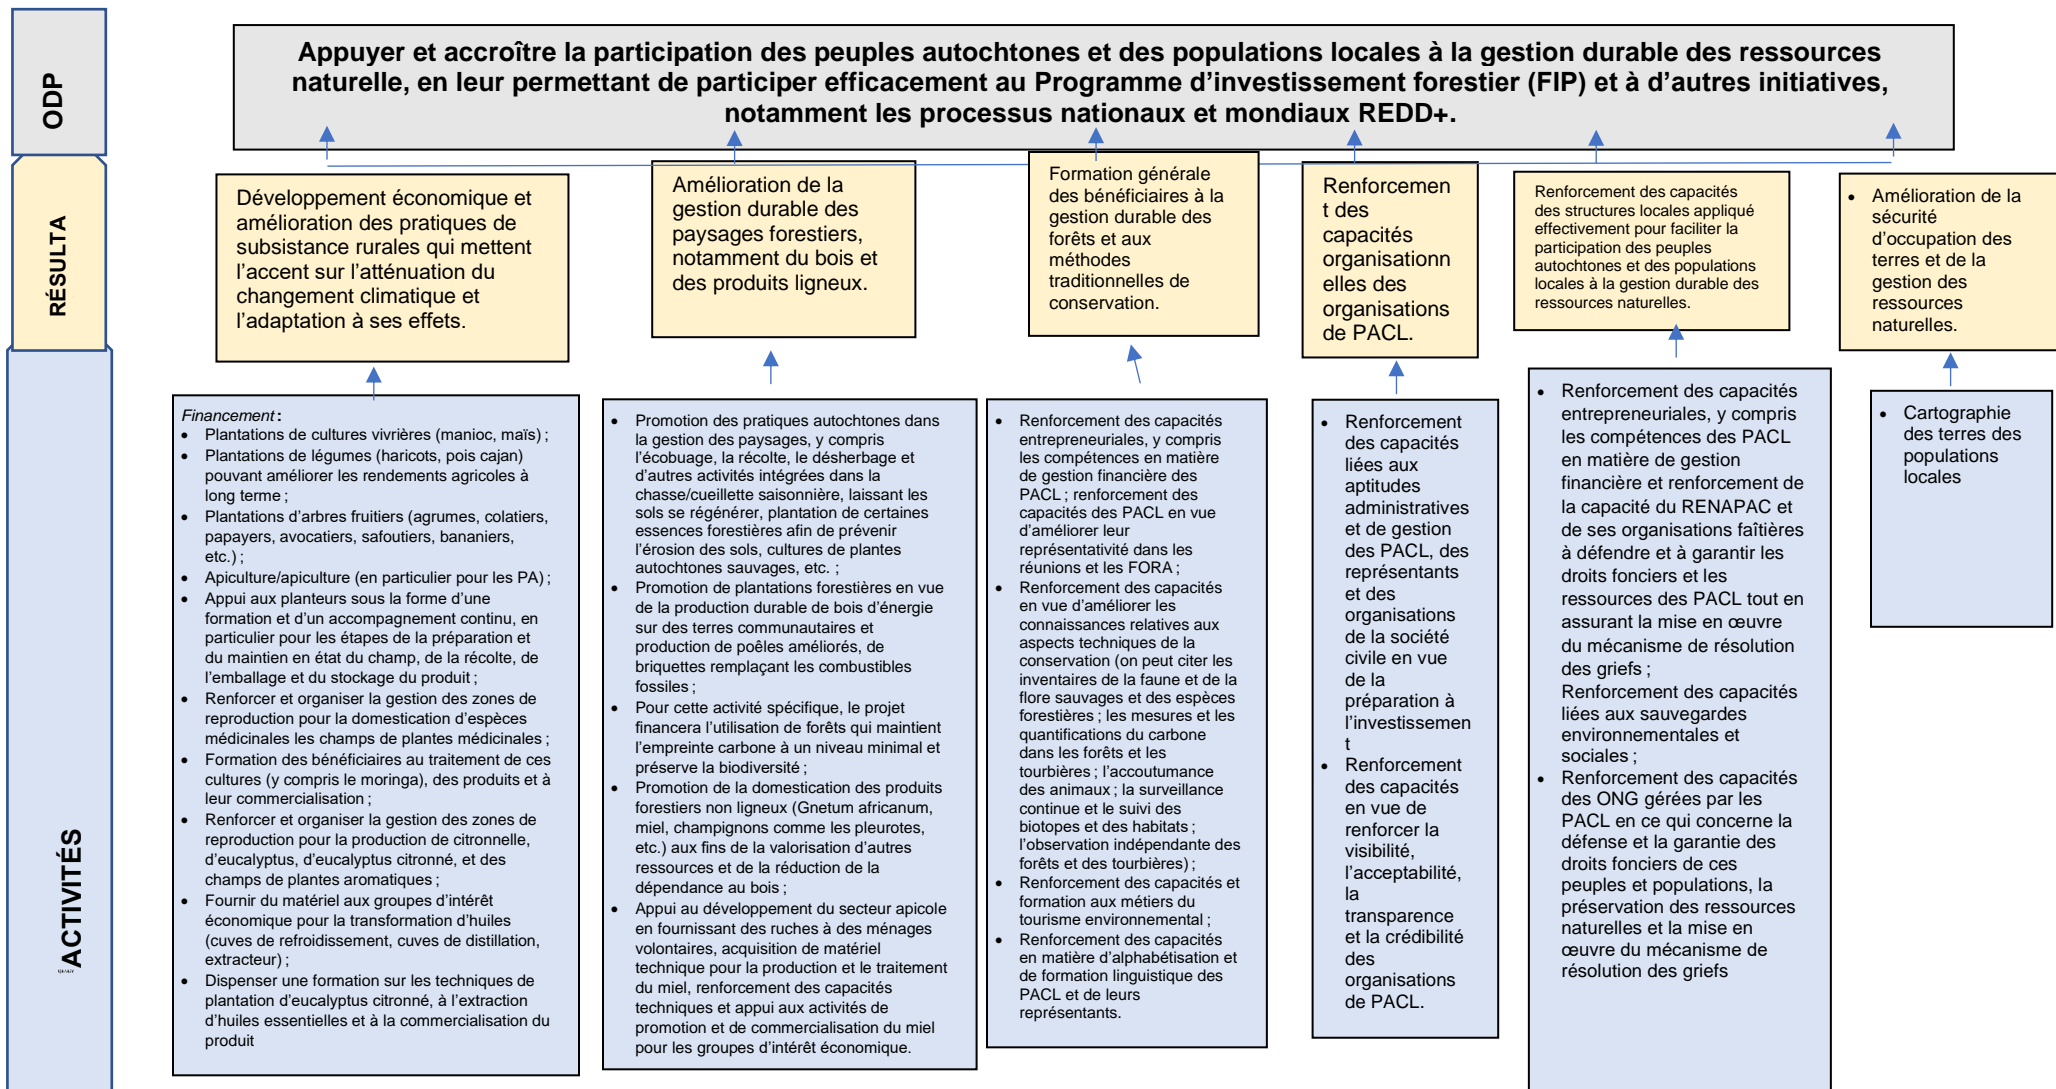 ODP
Appuyer et accroître la participation des peuples autochtones et des populations locales à la gestion durable des ressources
naturelle, en leur permettant de participer efficacement au Programme d’investissement forestier (FIP) et à d’autres initiatives,
notamment les processus nationaux et mondiaux REDD+.
RÉSULTA
Développement économique et
amélioration des pratiques de
subsistance rurales qui mettent
l’accent sur l’atténuation du
changement climatique et
l’adaptation à ses effets.
Amélioration de la
gestion durable des
paysages forestiers,
notamment du bois et
des produits ligneux.
Formation générale
des bénéficiaires à la
gestion durable des
forêts et aux
méthodes
traditionnelles de
conservation.
Renforcemen
t des
capacités
organisationn
elles des
organisations
de PACL.
Renforcement des capacités
des structures locales appliqué
effectivement pour faciliter la
participation des peuples
autochtones et des populations
locales à la gestion durable des
ressources naturelles.
• Amélioration de la
sécurité
d’occupation des
terres et de la
gestion des
ressources
naturelles.
ACTIVITÉS
Financement :
• Plantations de cultures vivrières (manioc, maïs) ;
• Plantations de légumes (haricots, pois cajan)
pouvant améliorer les rendements agricoles à
long terme ;
• Plantations d’arbres fruitiers (agrumes, colatiers,
papayers, avocatiers, safoutiers, bananiers,
etc.) ;
• Apiculture/apiculture (en particulier pour les PA) ;
• Appui aux planteurs sous la forme d’une
formation et d’un accompagnement continu, en
particulier pour les étapes de la préparation et
du maintien en état du champ, de la récolte, de
l’emballage et du stockage du produit ;
• Renforcer et organiser la gestion des zones de
reproduction pour la domestication d’espèces
médicinales les champs de plantes médicinales ;
• Formation des bénéficiaires au traitement de ces
cultures (y compris le moringa), des produits et à
leur commercialisation ;
• Renforcer et organiser la gestion des zones de
reproduction pour la production de citronnelle,
d’eucalyptus, d’eucalyptus citronné, et des
champs de plantes aromatiques ;
• Fournir du matériel aux groupes d’intérêt
économique pour la transformation d’huiles
(cuves de refroidissement, cuves de distillation,
extracteur) ;
• Dispenser une formation sur les techniques de
plantation d’eucalyptus citronné, à l’extraction
d’huiles essentielles et à la commercialisation du
produit
• Promotion des pratiques autochtones dans
la gestion des paysages, y compris
l’écobuage, la récolte, le désherbage et
d’autres activités intégrées dans la
chasse/cueillette saisonnière, laissant les
sols se régénérer, plantation de certaines
essences forestières afin de prévenir
l’érosion des sols, cultures de plantes
autochtones sauvages, etc. ;
• Promotion de plantations forestières en vue
de la production durable de bois d’énergie
sur des terres communautaires et
production de poêles améliorés, de
briquettes remplaçant les combustibles
fossiles ;
• Pour cette activité spécifique, le projet
financera l’utilisation de forêts qui maintient
l’empreinte carbone à un niveau minimal et
préserve la biodiversité ;
• Promotion de la domestication des produits
forestiers non ligneux (Gnetum africanum,
miel, champignons comme les pleurotes,
etc.) aux fins de la valorisation d’autres
ressources et de la réduction de la
dépendance au bois ;
• Appui au développement du secteur apicole
en fournissant des ruches à des ménages
volontaires, acquisition de matériel
technique pour la production et le traitement
du miel, renforcement des capacités
techniques et appui aux activités de
promotion et de commercialisation du miel
pour les groupes d’intérêt économique.
• Renforcement des capacités
entrepreneuriales, y compris
les compétences en matière
de gestion financière des
PACL ; renforcement des
capacités des PACL en vue
d’améliorer leur
représentativité dans les
réunions et les FORA ;
• Renforcement des capacités
en vue d’améliorer les
connaissances relatives aux
aspects techniques de la
conservation (on peut citer les
inventaires de la faune et de la
flore sauvages et des espèces
forestières ; les mesures et les
quantifications du carbone
dans les forêts et les
tourbières ; l’accoutumance
des animaux ; la surveillance
continue et le suivi des
biotopes et des habitats ;
l’observation indépendante des
forêts et des tourbières) ;
• Renforcement des capacités et
formation aux métiers du
tourisme environnemental ;
• Renforcement des capacités
en matière d’alphabétisation et
de formation linguistique des
PACL et de leurs
représentants.
• Renforcement
des capacités
liées aux
aptitudes
administratives
et de gestion
des PACL, des
représentants
et des
organisations
de la société
civile en vue
de la
préparation à
l’investissemen
t
• Renforcement
des capacités
en vue de
renforcer la
visibilité,
l’acceptabilité,
la
transparence
et la crédibilité
des
organisations
de PACL.
• Renforcement des capacités
entrepreneuriales, y compris
les compétences des PACL
en matière de gestion
financière et renforcement de
la capacité du RENAPAC et
de ses organisations faîtières
à défendre et à garantir les
droits fonciers et les
ressources des PACL tout en
assurant la mise en œuvre
du mécanisme de résolution
des griefs ;
Renforcement des capacités
liées aux sauvegardes
environnementales et
sociales ;
• Renforcement des capacités
des ONG gérées par les
PACL en ce qui concerne la
défense et la garantie des
droits fonciers de ces
peuples et populations, la
préservation des ressources
naturelles et la mise en
œuvre du mécanisme de
résolution des griefs
• Cartographie
des terres des
populations
locales